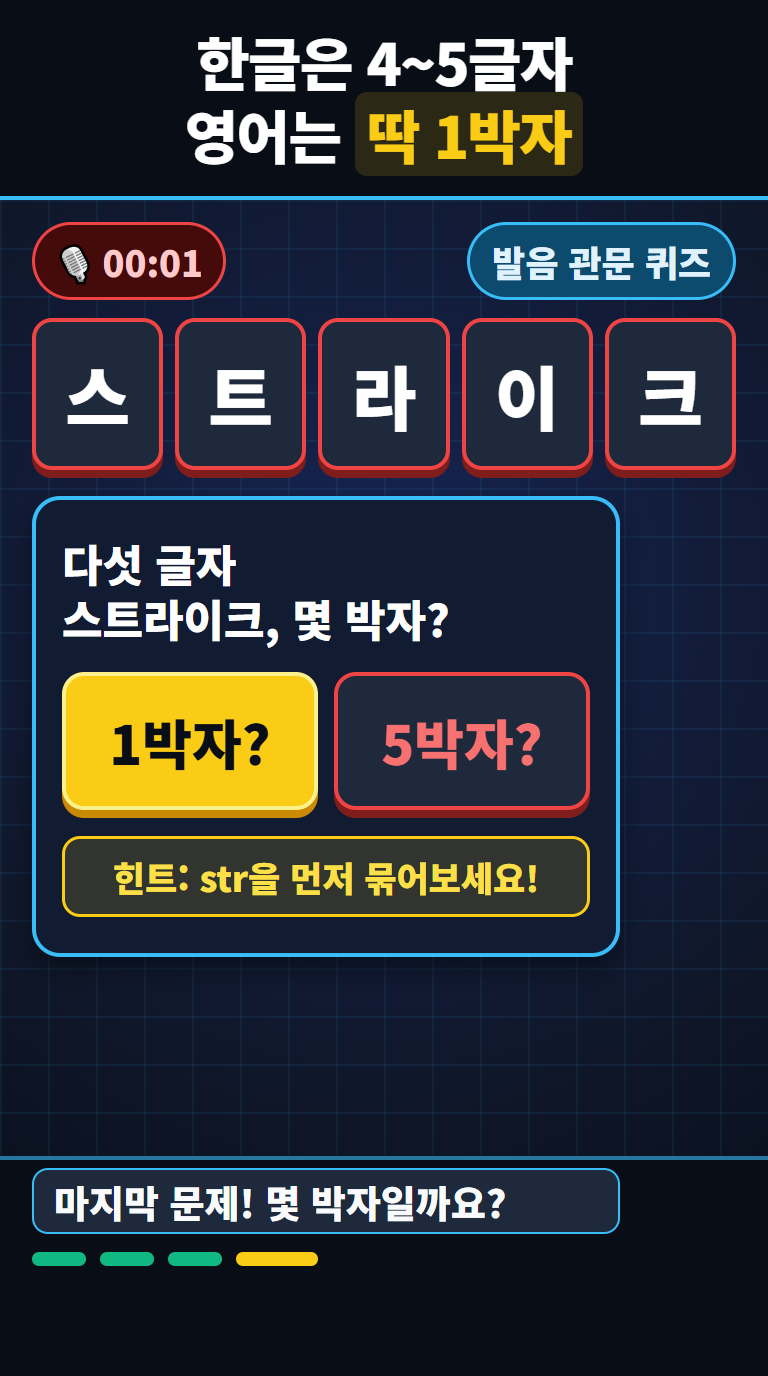 한글은 4~5글자
영어는 딱 1박자
00:01
발음 관문 퀴즈
스 트 라 이 크
다섯 글자
스트라이크, 몇 박자?
1박자?
5박자?
힌트: str을 먼저 묶어보세요!
마지막 문제! 몇 박자일까요?